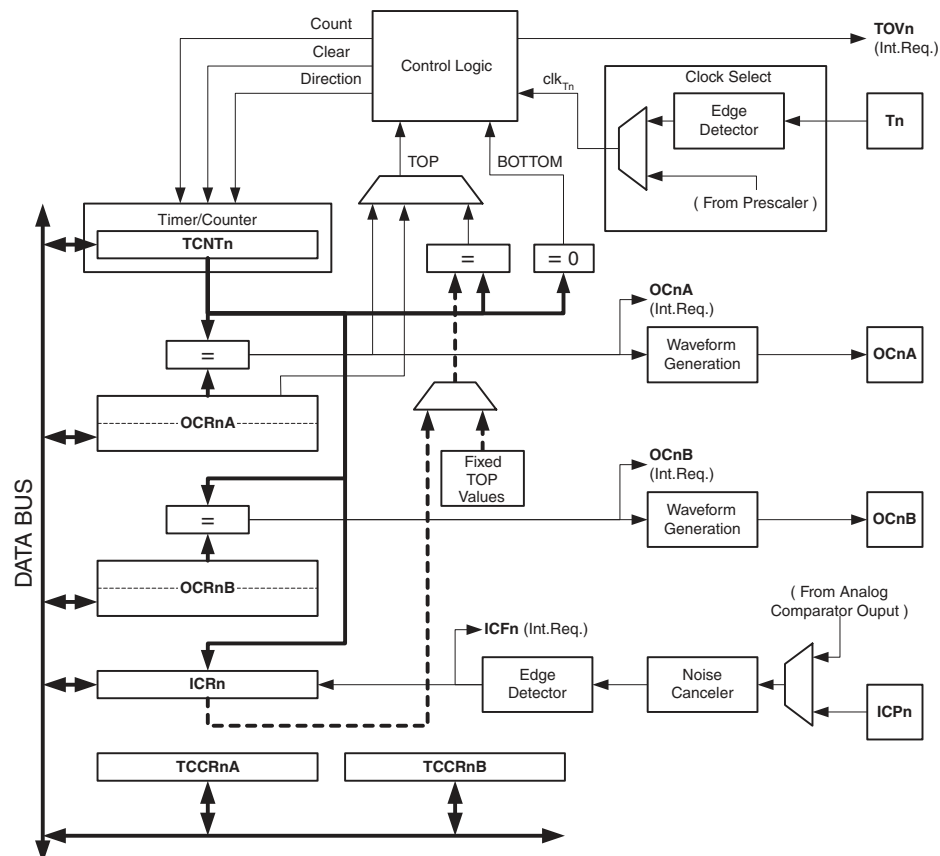 Count
Clear
Direction
Control Logic
TOVn
(Int.Req.)
clkTn
Clock Select
Edge
Detector
Tn
( From Prescaler )
TOP
BOTTOM
Timer/Counter
TCNTn
=
= 0
OCnA
(Int.Req.)
=
Waveform
Generation
OCnA
OCRnA
Fixed
TOP
Values
OCnB
(Int.Req.)
=
Waveform
Generation
OCnB
DATA BUS
OCRnB
( From Analog
Comparator Ouput )
ICFn (Int.Req.)
ICRn
Edge
Detector
Noise
Canceler
ICPn
TCCRnA
TCCRnB